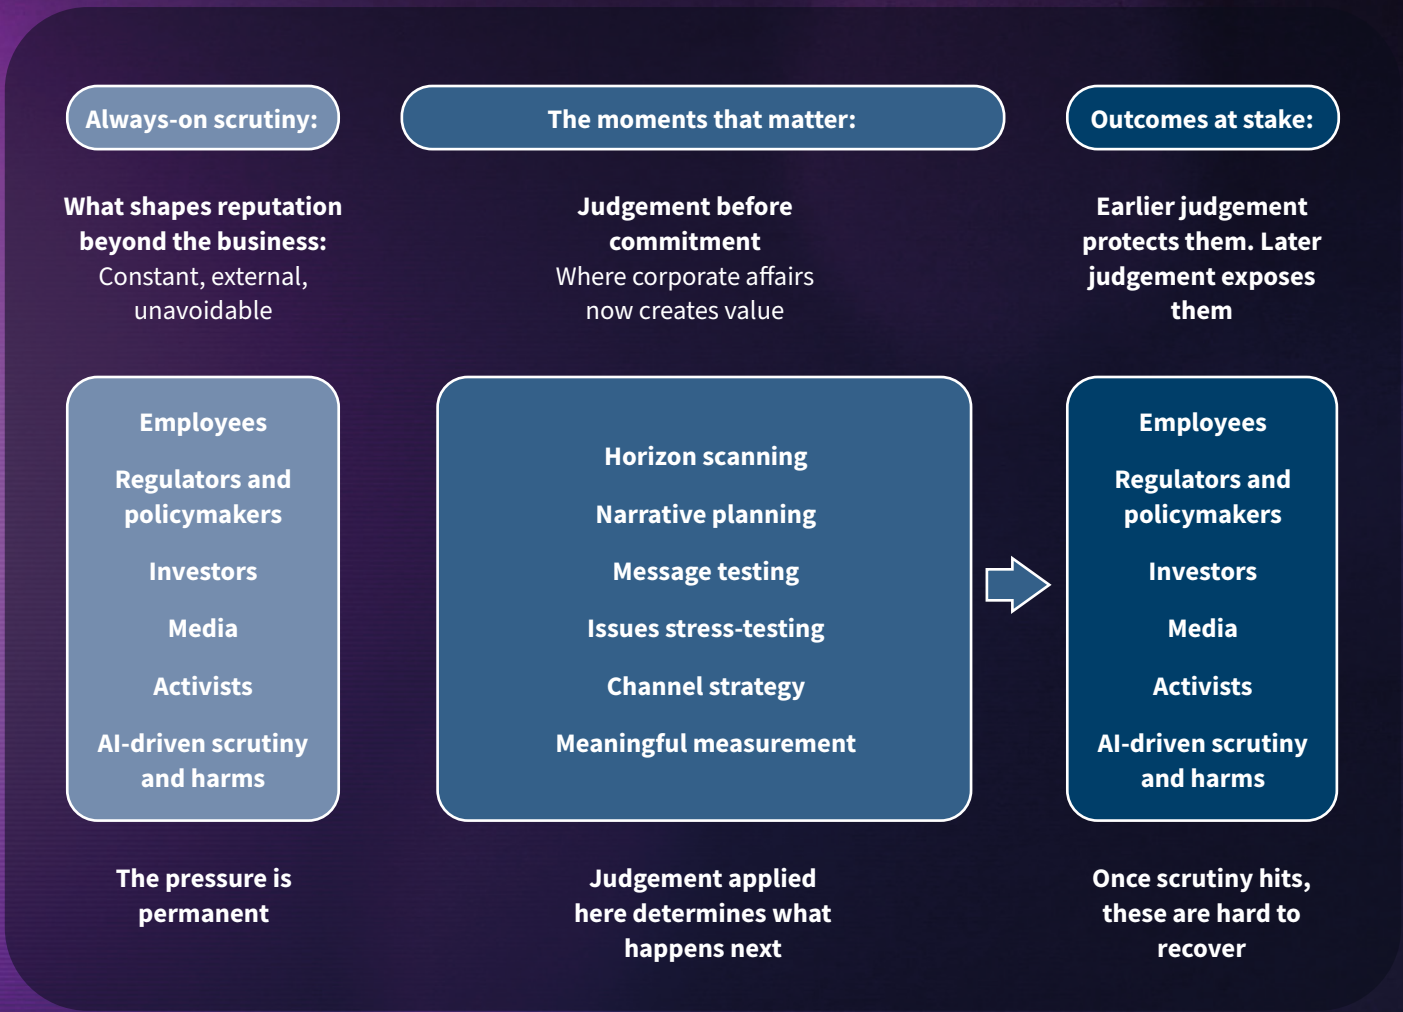 Always-on scrutiny:
What shapes reputation
beyond the business:
Constant, external,
unavoidable
Employees
Regulators and
policymakers
Investors
Media
Activists
AI-driven scrutiny
and harms
The pressure is
permanent
The moments that matter:
Judgement before
commitment
Where corporate affairs
now creates value
Horizon scanning
Narrative planning
Message testing
Issues stress-testing
Channel strategy
Meaningful measurement
Judgement applied
here determines what
happens next
Outcomes at stake:
Earlier judgement
protects them. Later
judgement exposes
them
Employees
Regulators and
policymakers
Investors
Media
Activists
AI-driven scrutiny
and harms
Once scrutiny hits,
these are hard to
recover